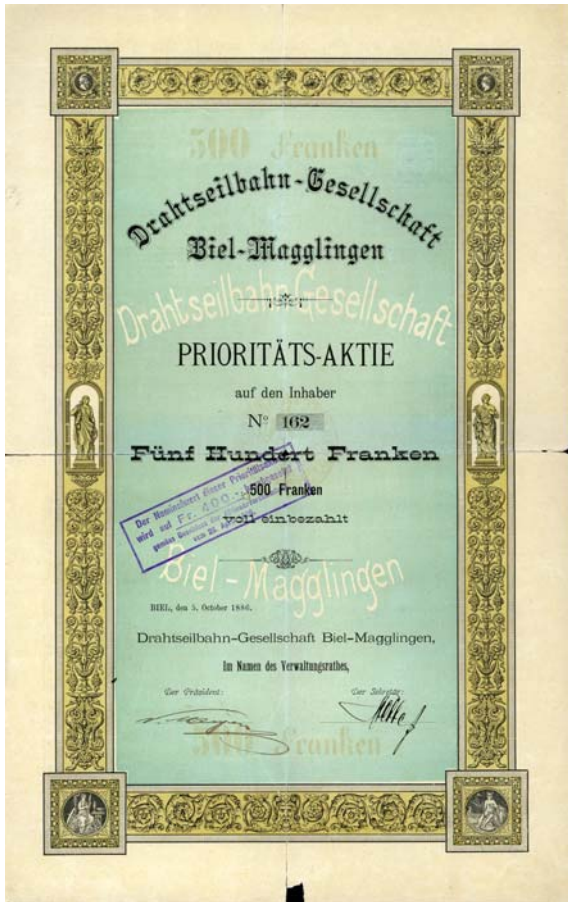 500 Franken
Drahtseilbahn-Gesellschaft
Biel-Magglingen
Drahtseilbahn Gesellschaft
PRIORITÄTS-AKTIE
auf den Inhaber
Nº 162
Fünf Hundert Franken
500 Franken
voll einbezahlt
Der Nominalwert dieser
wird auf Fr. 400.-
gemäss
vom
Biel-Magglingen
BIEL, den 5. October 1886.
Drahtseilbahn-Gesellschaft Biel-Magglingen,
Im Namen des Verwaltungsrathes,
Der Präsident:
Der Sekretär:
500 Franken